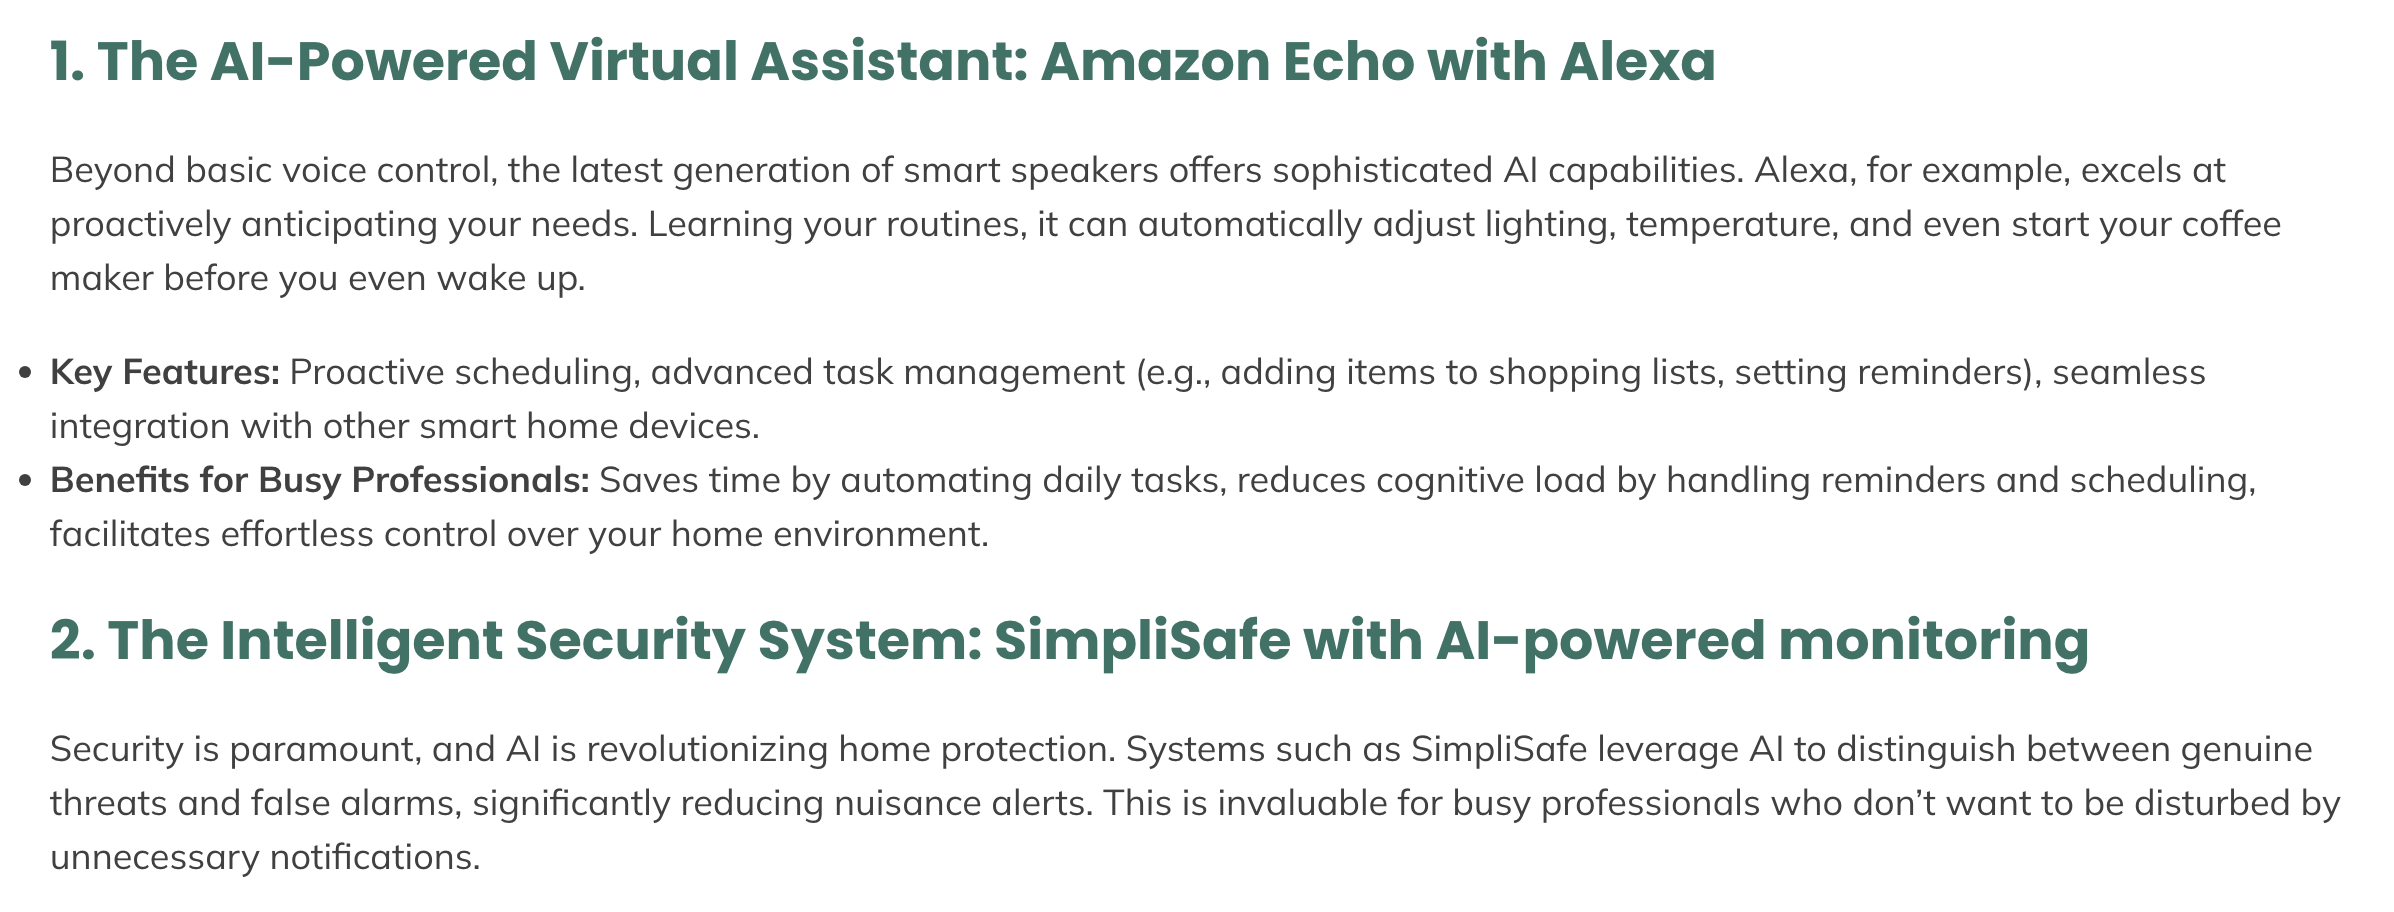 1. The AI-Powered Virtual Assistant: Amazon Echo with Alexa
Beyond basic voice control, the latest generation of smart speakers offers sophisticated AI capabilities. Alexa, for example, excels at
proactively anticipating your needs. Learning your routines, it can automatically adjust lighting, temperature, and even start your coffee
maker before you even wake up.
• Key Features: Proactive scheduling, advanced task management (e.g., adding items to shopping lists, setting reminders), seamless
integration with other smart home devices.
• Benefits for Busy Professionals: Saves time by automating daily tasks, reduces cognitive load by handling reminders and scheduling,
facilitates effortless control over your home environment.
2. The Intelligent Security System: SimpliSafe with AI-powered monitoring
Security is paramount, and AI is revolutionizing home protection. Systems such as SimpliSafe leverage AI to distinguish between genuine
threats and false alarms, significantly reducing nuisance alerts. This is invaluable for busy professionals who don’t want to be disturbed by
unnecessary notifications.